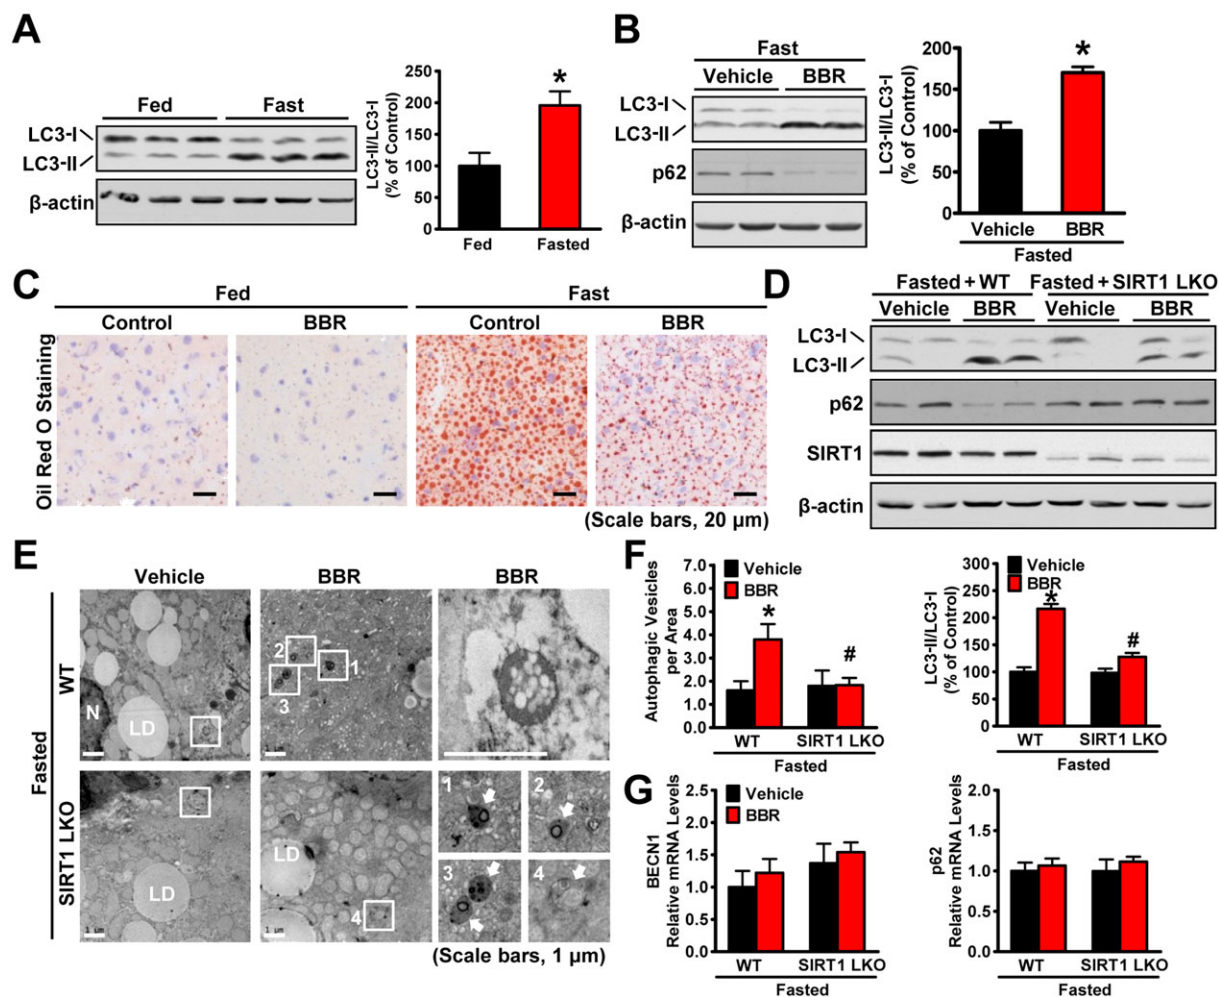 A
Fed Fast
LC3-I
LC3-II
β-actin
LC3-II/LC3-I
(% of Control)
250
200
150
100
50
0
*
Fed Fasted
B
Fast
Vehicle BBR
LC3-I
LC3-II
p62
β-actin
LC3-II/LC3-I
(% of Control)
200
150
100
50
0
*
Vehicle BBR
Fasted
C
Fed Fast
Control BBR Control BBR
Oil Red O Staining
(Scale bars, 20 μm)
D
Fasted + WT Fasted + SIRT1 LKO
Vehicle BBR Vehicle BBR
LC3-I
LC3-II
p62
SIRT1
β-actin
E
Vehicle BBR BBR
Fasted
WT
N
LD
2
1
3
SIRT1 LKO
LD
1 μm
LD
4
1 μm
1
2
3
4
(Scale bars, 1 μm)
F
Autophagic Vesicles
per Area
7.0
6.0
5.0
4.0
3.0
2.0
1.0
0.0
Vehicle
BBR
*
#
WT SIRT1 LKO
Fasted
LC3-II/LC3-I
(% of Control)
300
250
200
150
100
50
0
Vehicle
BBR
*
#
WT SIRT1 LKO
Fasted
G
BECN1
Relative mRNA Levels
2.5
2.0
1.5
1.0
0.5
0.0
Vehicle
BBR
WT SIRT1 LKO
Fasted
p62
Relative mRNA Levels
2.0
1.5
1.0
0.5
0.0
WT SIRT1 LKO
Fasted